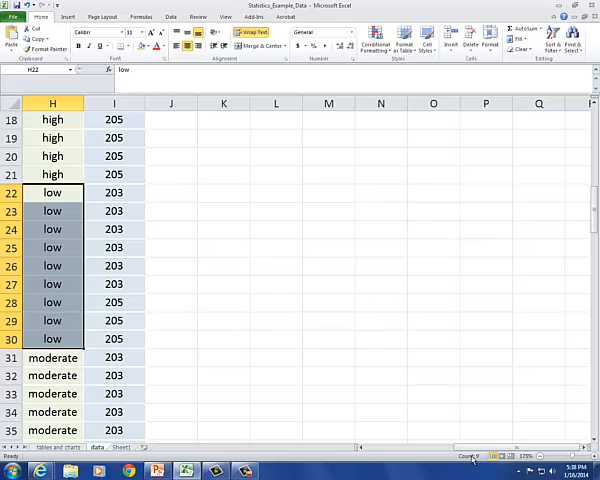 Statistics_Example_Data - Microsoft Excel
File Home Insert Page Layout Formulas Data Review View Add-Ins Acrobat
Paste
Cut
Copy
Format Painter
Clipboard
Calibri 11
B I U
Font
Wrap Text
Merge & Center
Alignment
General
$ % ,
Number
Conditional Formatting
Format as Table
Cell Styles
Styles
Insert Delete Format
Cells
AutoSum
Fill
Clear
Sort & Filter
Find & Select
Editing
H22 fx low
H I J K L M N O P Q
18 high 205
19 high 205
20 high 205
21 high 205
22 low 203
23 low 203
24 low 203
25 low 203
26 low 203
27 low 203
28 low 205
29 low 205
30 low 205
31 moderate 203
32 moderate 203
33 moderate 203
34 moderate 203
35 moderate 203
tables and charts data Sheet1
Ready Count: 9 175%
5:38 PM
1/16/2014